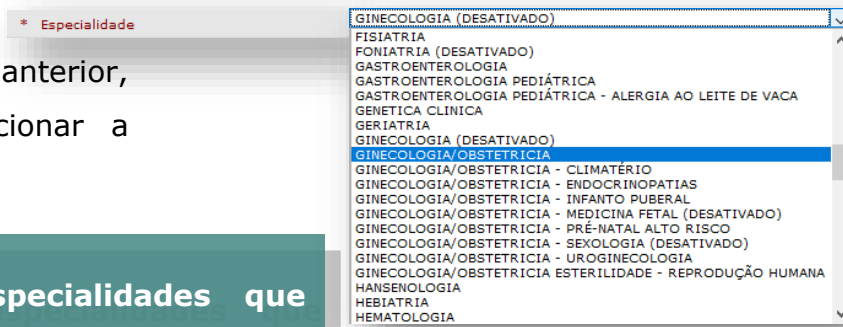 * Especialidade
GINECOLOGIA (DESATIVADO)
anterior,
cionar a
FISIATRIA
FONIATRIA (DESATIVADO)
GASTROENTEROLOGIA
GASTROENTEROLOGIA PEDIÁTRICA
GASTROENTEROLOGIA PEDIÁTRICA - ALERGIA AO LEITE DE VACA
GENETICA CLINICA
GERIATRIA
GINECOLOGIA (DESATIVADO)
GINECOLOGIA/OBSTETRICIA
GINECOLOGIA/OBSTETRICIA - CLIMATÉRIO
GINECOLOGIA/OBSTETRICIA - ENDOCRINOPATIAS
GINECOLOGIA/OBSTETRICIA - INFANTO PUBERAL
GINECOLOGIA/OBSTETRICIA - MEDICINA FETAL (DESATIVADO)
GINECOLOGIA/OBSTETRICIA - PRÉ-NATAL ALTO RISCO
GINECOLOGIA/OBSTETRICIA - SEXOLOGIA (DESATIVADO)
GINECOLOGIA/OBSTETRICIA - UROGINECOLOGIA
GINECOLOGIA/OBSTETRICIA ESTERILIDADE - REPRODUÇÃO HUMANA
HANSENOLOGIA
HEBIATRIA
HEMATOLOGIA
specialidades que